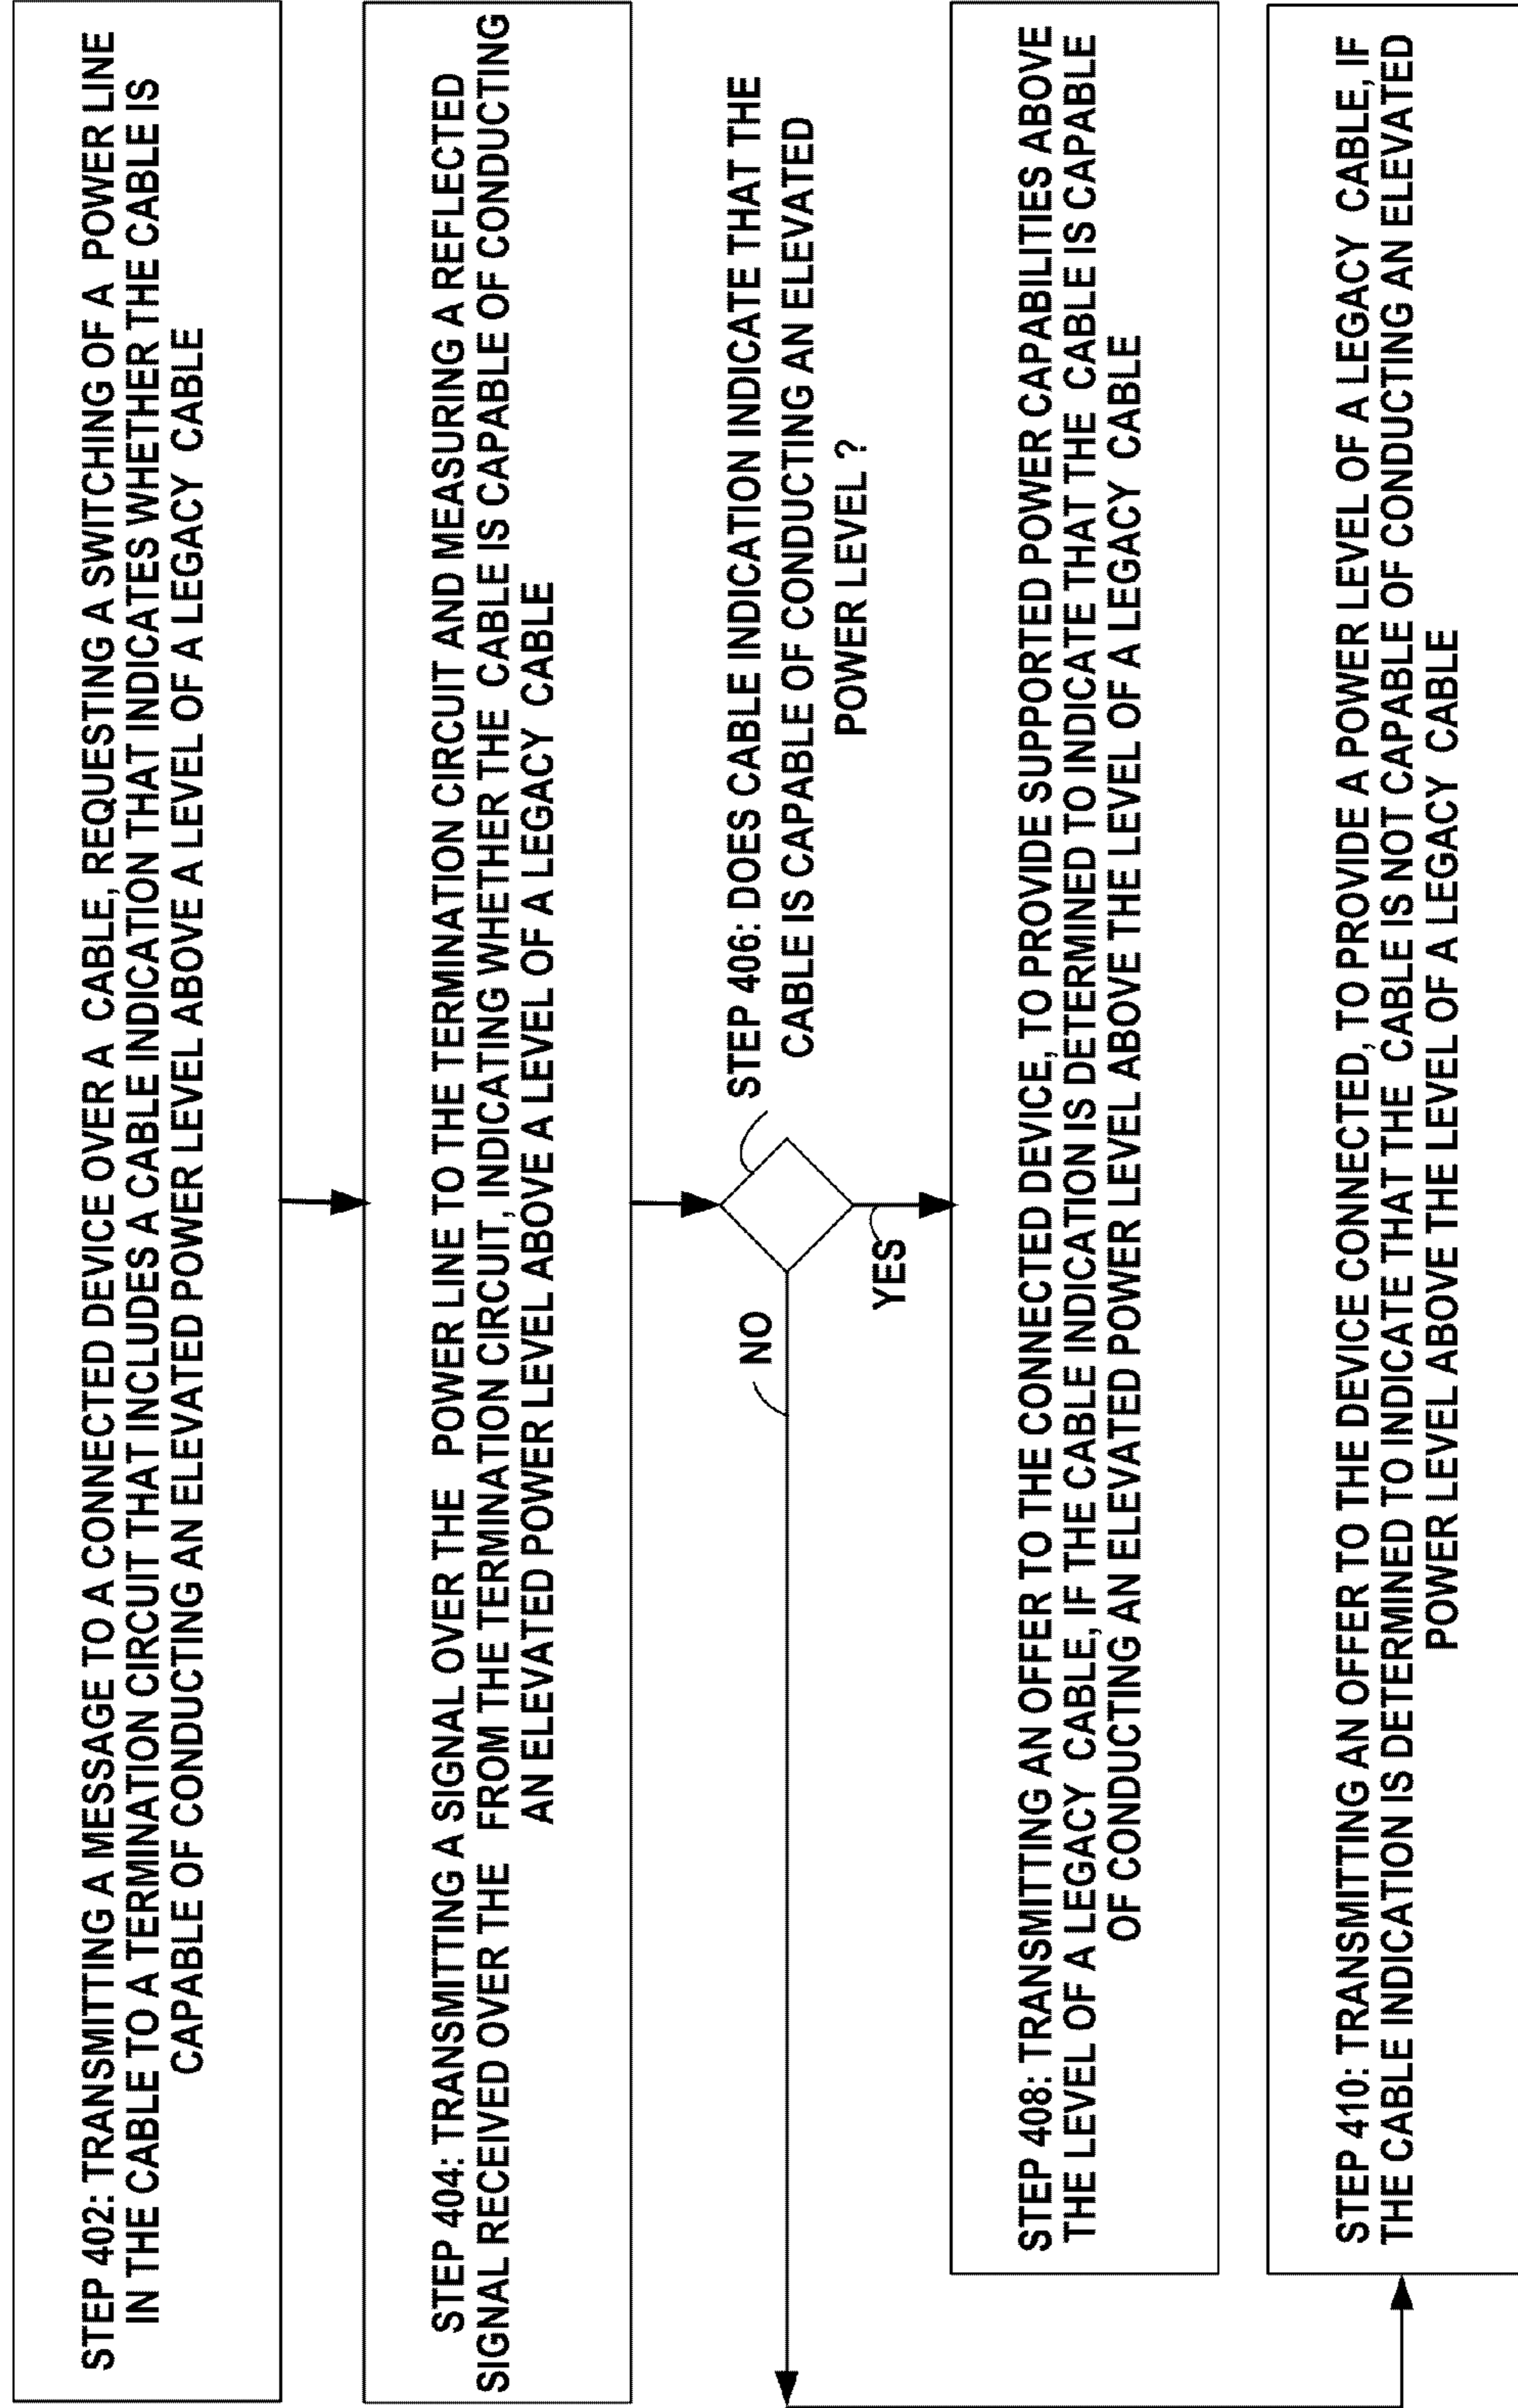 STEP 402: TRANSMITTING A MESSAGE TO A CONNECTED DEVICE OVER A CABLE, REQUESTING A SWITCHING OF A POWER LINE
IN THE CABLE TO A TERMINATION CIRCUIT THAT INCLUDES A CABLE INDICATION THAT INDICATES WHETHER THE CABLE IS
CAPABLE OF CONDUCTING AN ELEVATED POWER LEVEL ABOVE A LEVEL OF A LEGACY CABLE
STEP 404: TRANSMITTING A SIGNAL OVER THE POWER LINE TO THE TERMINATION CIRCUIT AND MEASURING A REFLECTED
SIGNAL RECEIVED OVER THE FROM THE TERMINATION CIRCUIT, INDICATING WHETHER THE CABLE IS CAPABLE OF CONDUCTING
AN ELEVATED POWER LEVEL ABOVE A LEVEL OF A LEGACY CABLE
STEP 406: DOES CABLE INDICATION INDICATE THAT THE
CABLE IS CAPABLE OF CONDUCTING AN ELEVATED
POWER LEVEL ?
NO
YES
STEP 408: TRANSMITTING AN OFFER TO THE CONNECTED DEVICE, TO PROVIDE SUPPORTED POWER CAPABILITIES ABOVE
THE LEVEL OF A LEGACY CABLE, IF THE CABLE INDICATION IS DETERMINED TO INDICATE THAT THE CABLE IS CAPABLE
OF CONDUCTING AN ELEVATED POWER LEVEL ABOVE THE LEVEL OF A LEGACY CABLE
STEP 410: TRANSMITTING AN OFFER TO THE DEVICE CONNECTED, TO PROVIDE A POWER LEVEL OF A LEGACY CABLE, IF
THE CABLE INDICATION IS DETERMINED TO INDICATE THAT THE CABLE IS NOT CAPABLE OF CONDUCTING AN ELEVATED
POWER LEVEL ABOVE THE LEVEL OF A LEGACY CABLE